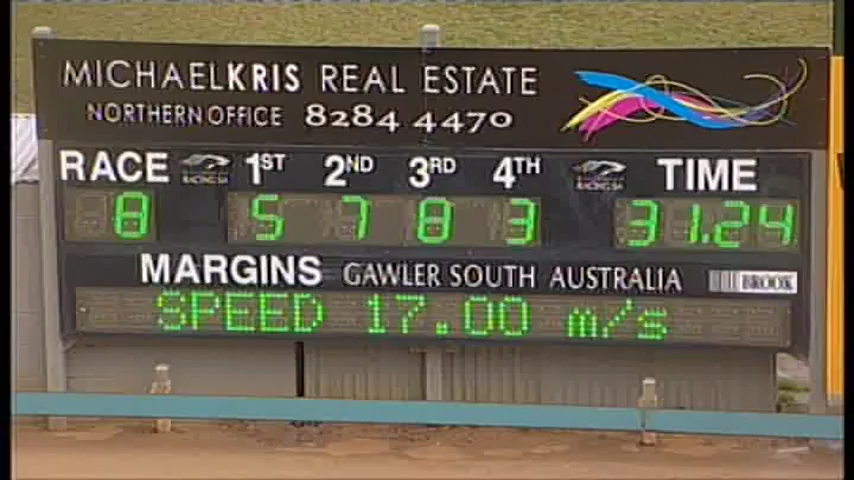 MICHAELKRIS REAL ESTATE
NORTHERN OFFICE 8284 4470
RACE 1ST 2ND 3RD 4TH TIME
8 5 7 8 3 31.24
MARGINS GAWLER SOUTH AUSTRALIA BROOK
SPEED 17.00 m/s